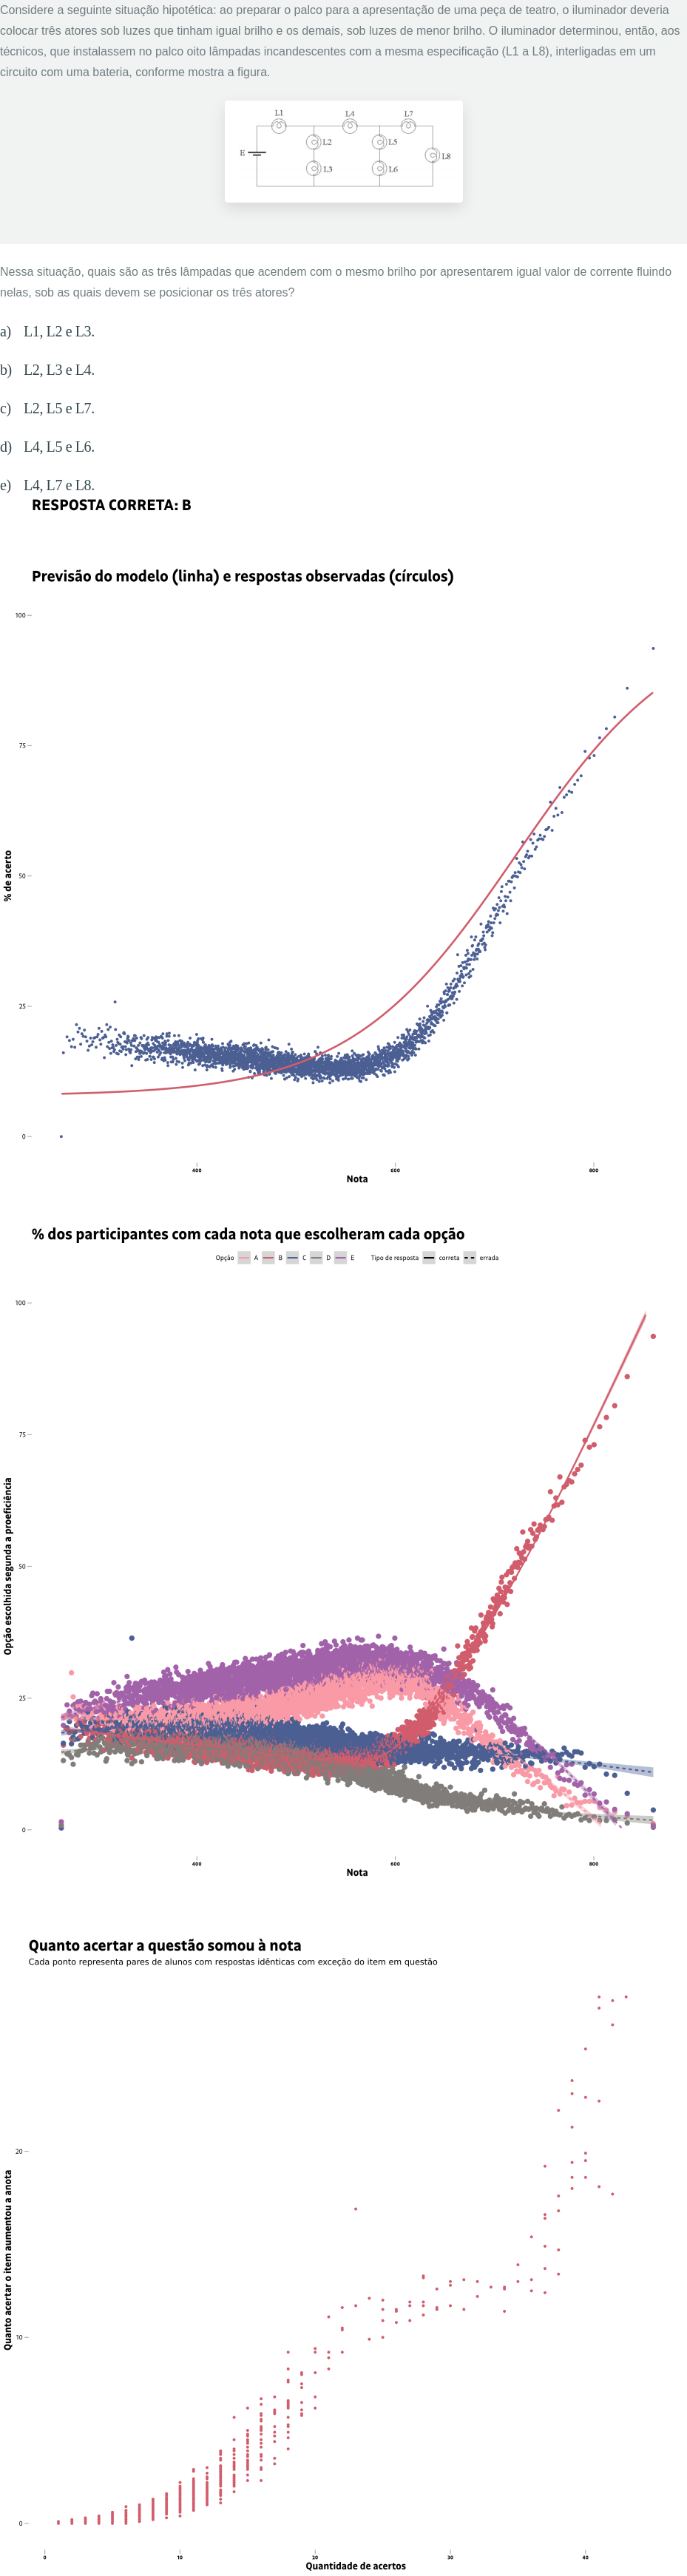 Considere a seguinte situação hipotética: ao preparar o palco para a apresentação de uma peça de teatro, o iluminador deveria
colocar três atores sob luzes que tinham igual brilho e os demais, sob luzes de menor brilho. O iluminador determinou, então, aos
técnicos, que instalassem no palco oito lâmpadas incandescentes com a mesma especificação (L1 a L8), interligadas em um
circuito com uma bateria, conforme mostra a figura.
L1 L4 L7
L2 L5
E L8
L3 L6
Nessa situação, quais são as três lâmpadas que acendem com o mesmo brilho por apresentarem igual valor de corrente fluindo
nelas, sob as quais devem se posicionar os três atores?
a) L1, L2 e L3.
b) L2, L3 e L4.
c) L2, L5 e L7.
d) L4, L5 e L6.
e) L4, L7 e L8.
RESPOSTA CORRETA: B
Previsão do modelo (linha) e respostas observadas (círculos)
100
75
50
25
0
% de acerto
400 600 800
Nota
% dos participantes com cada nota que escolheram cada opção
Opção A B C D E Tipo de resposta correta errada
100
75
50
25
0
Opção escolhida segunda a proeficiência
400 600 800
Nota
Quanto acertar a questão somou à nota
Cada ponto representa pares de alunos com respostas idênticas com exceção do item em questão
20
10
0
Quanto acertar o item aumentou a anota
0 10 20 30 40
Quantidade de acertos